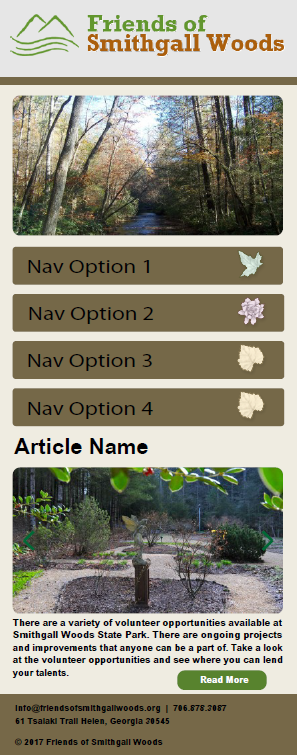 Friends of
Smithgall Woods
Nav Option 1
Nav Option 2
Nav Option 3
Nav Option 4
Article Name
There are a variety of volunteer opportunities available at
Smithgall Woods State Park. There are ongoing projects
and improvements that anyone can be a part of. Take a look
at the volunteer opportunities and see where you can lend
your talents.
Read More
info@friendsofsmithgallwoods.org | 706.878.3087
61 Tsalaki Trail Helen, Georgia 20545
© 2017 Friends of Smithgall Woods